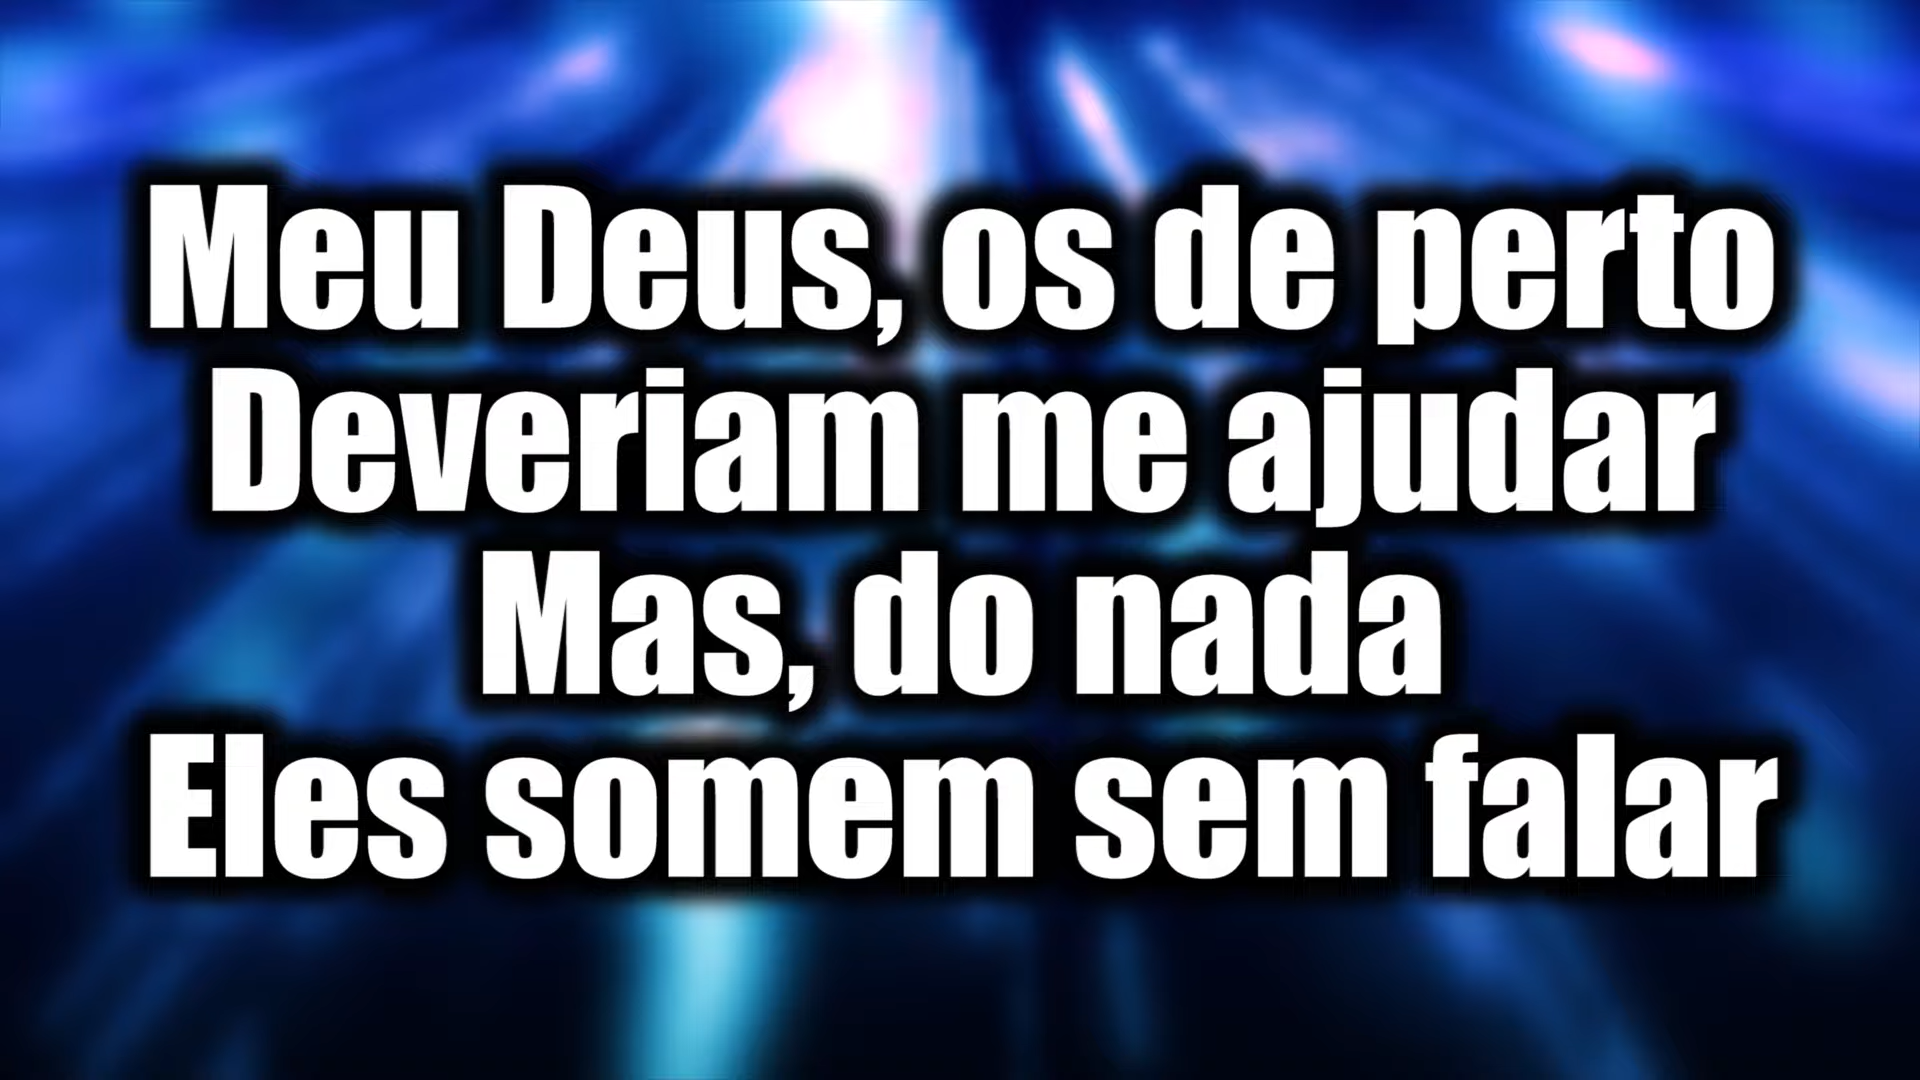 Meu Deus, os de perto
Deveriam me ajudar
Mas, do nada
Eles somem sem falar